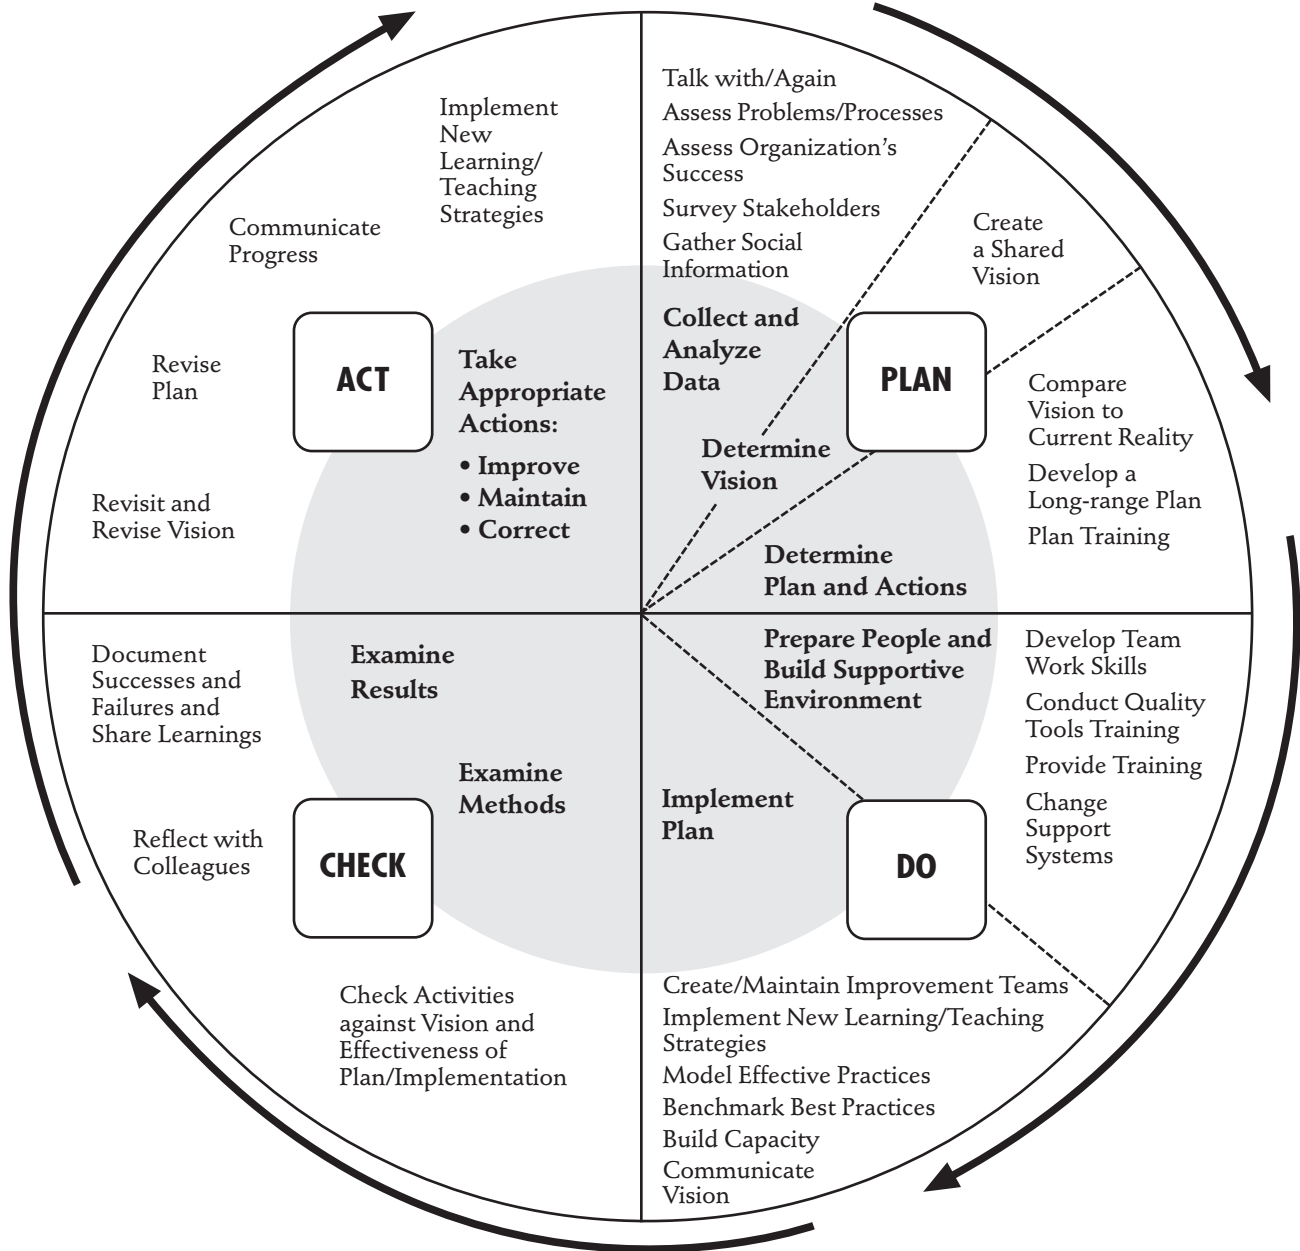 Talk with/Again
Assess Problems/Processes
Assess Organization's
Success
Survey Stakeholders
Gather Social
Information
Collect and
Analyze
Data
Create
a Shared
Vision
PLAN
Determine
Vision
Compare
Vision to
Current Reality
Develop a
Long-range Plan
Plan Training
Determine
Plan and Actions
Prepare People and
Build Supportive
Environment
Develop Team
Work Skills
Conduct Quality
Tools Training
Provide Training
Change
Support
Systems
DO
Implement
Plan
Create/Maintain Improvement Teams
Implement New Learning/Teaching
Strategies
Model Effective Practices
Benchmark Best Practices
Build Capacity
Communicate
Vision
Examine
Results
Examine
Methods
CHECK
Check Activities
against Vision and
Effectiveness of
Plan/Implementation
Reflect with
Colleagues
Document
Successes and
Failures and
Share Learnings
ACT
Take
Appropriate
Actions:
• Improve
• Maintain
• Correct
Revisit and
Revise Vision
Revise
Plan
Communicate
Progress
Implement
New
Learning/
Teaching
Strategies